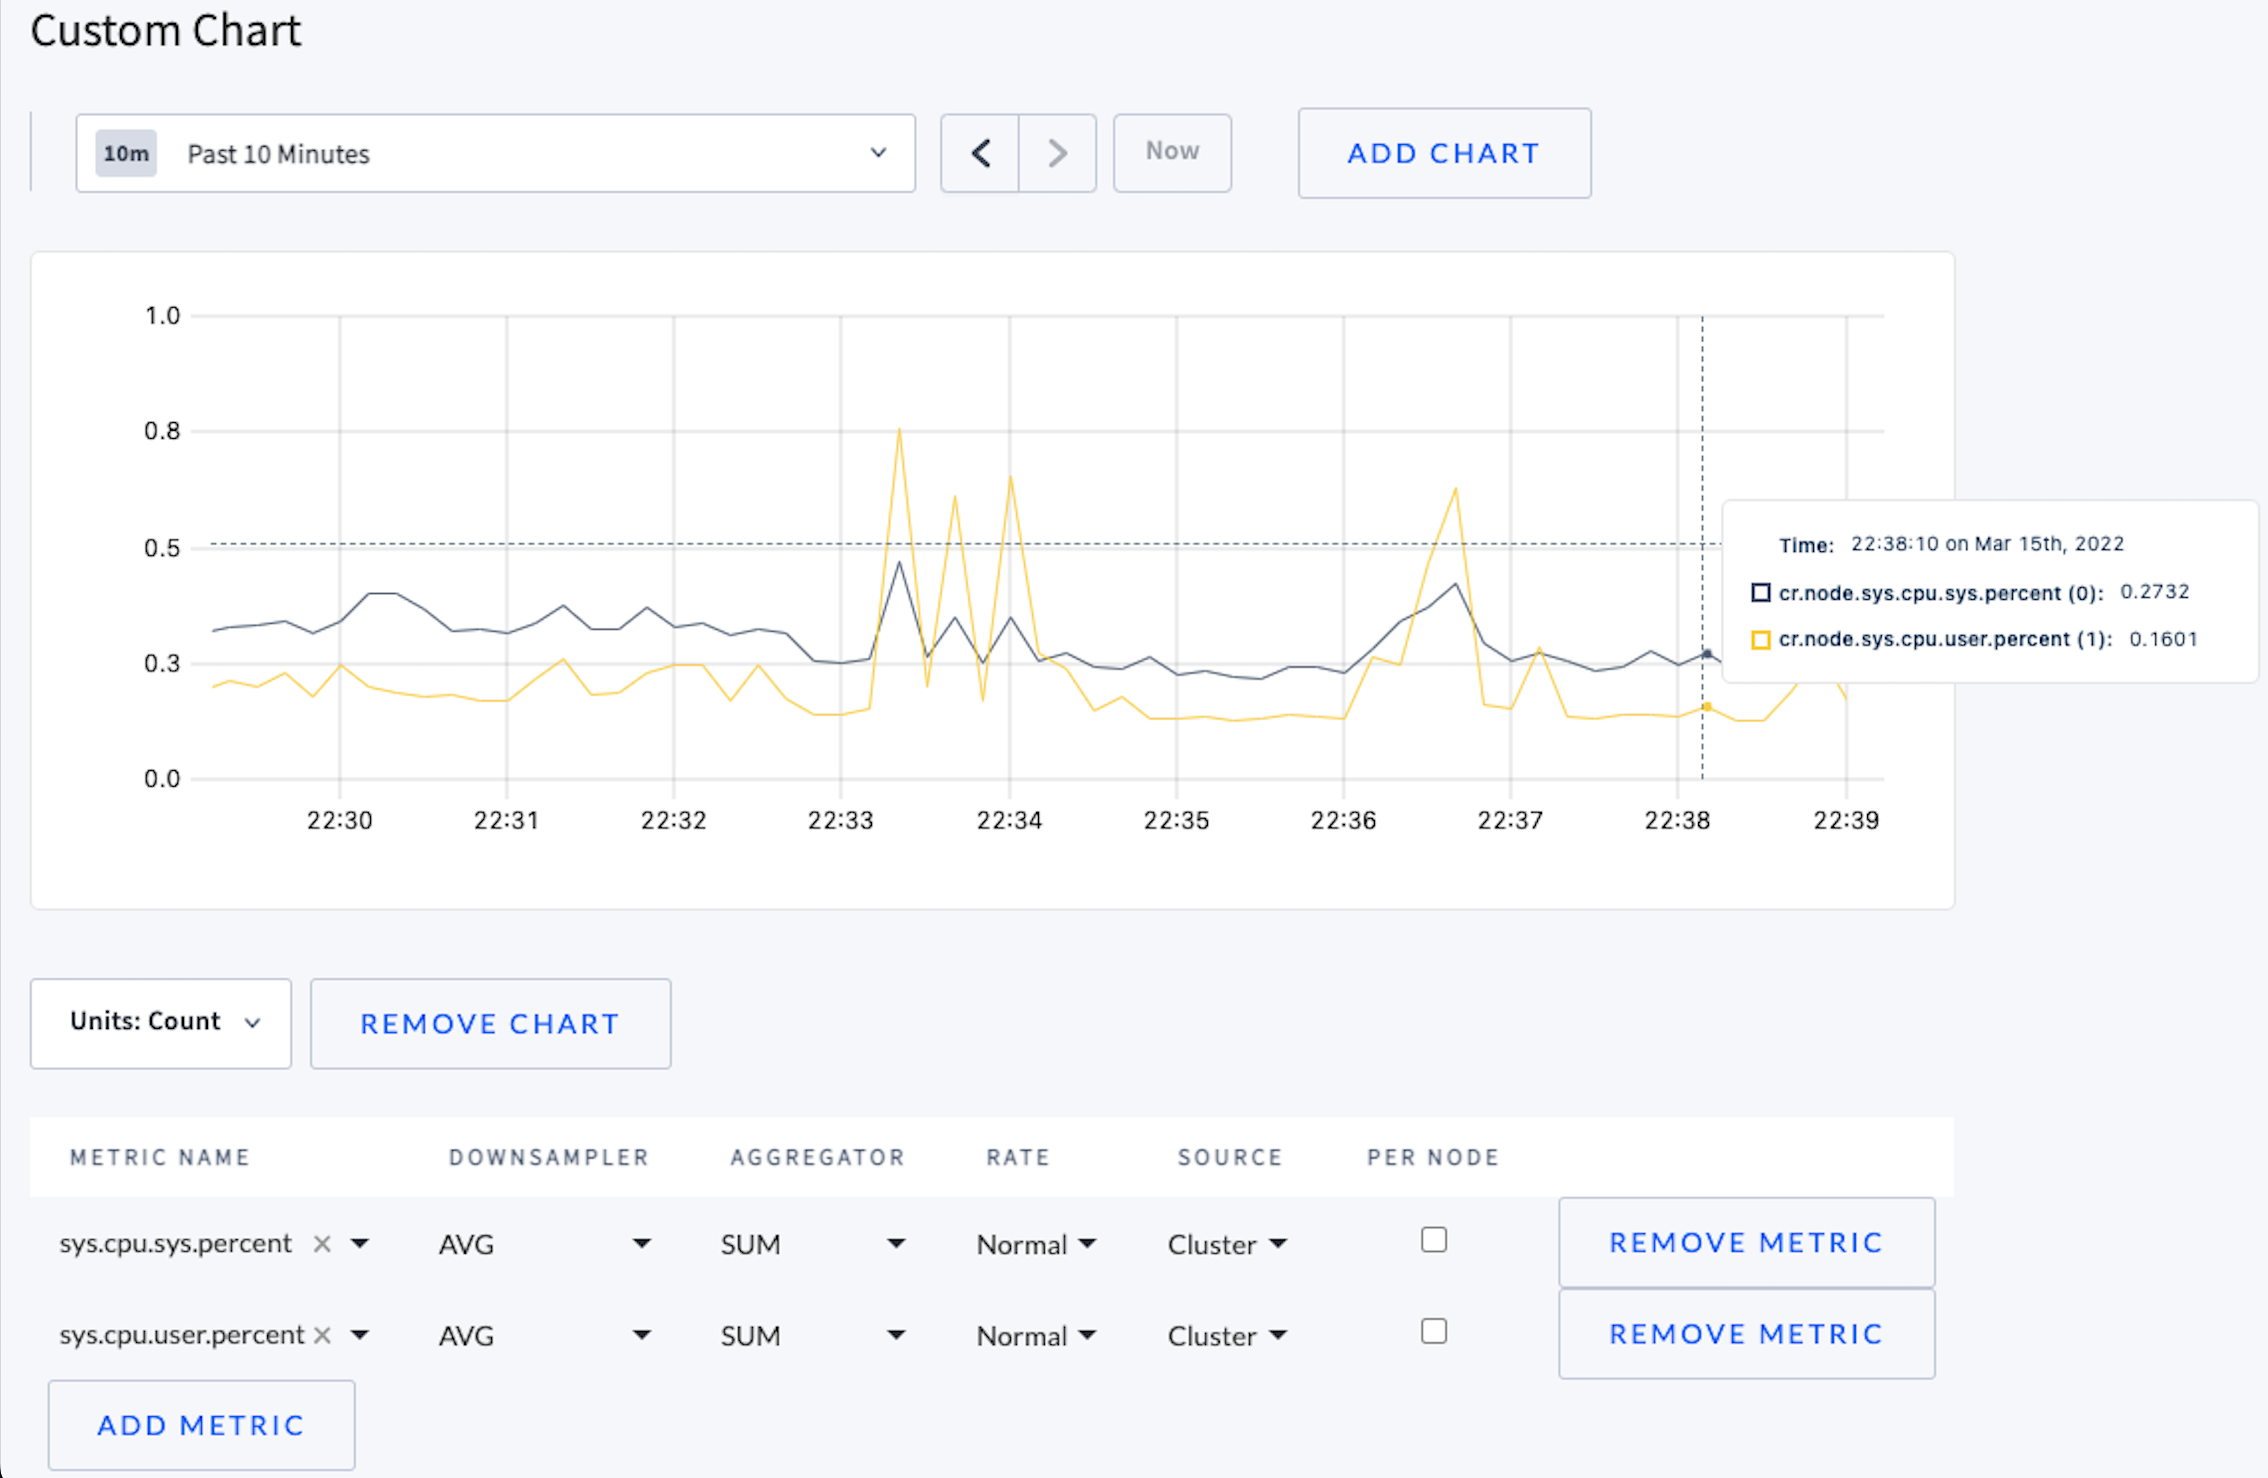 Custom Chart
10m Past 10 Minutes Now ADD CHART
1.0
0.8
0.5
0.3
0.0
22:30 22:31 22:32 22:33 22:34 22:35 22:36 22:37 22:38 22:39
Time: 22:38:10 on Mar 15th, 2022
cr.node.sys.cpu.sys.percent (0): 0.2732
cr.node.sys.cpu.user.percent (1): 0.1601
Units: Count REMOVE CHART
METRIC NAME DOWNSAMPLER AGGREGATOR RATE SOURCE PER NODE
sys.cpu.sys.percent × AVG SUM Normal Cluster REMOVE METRIC
sys.cpu.user.percent × AVG SUM Normal Cluster REMOVE METRIC
ADD METRIC